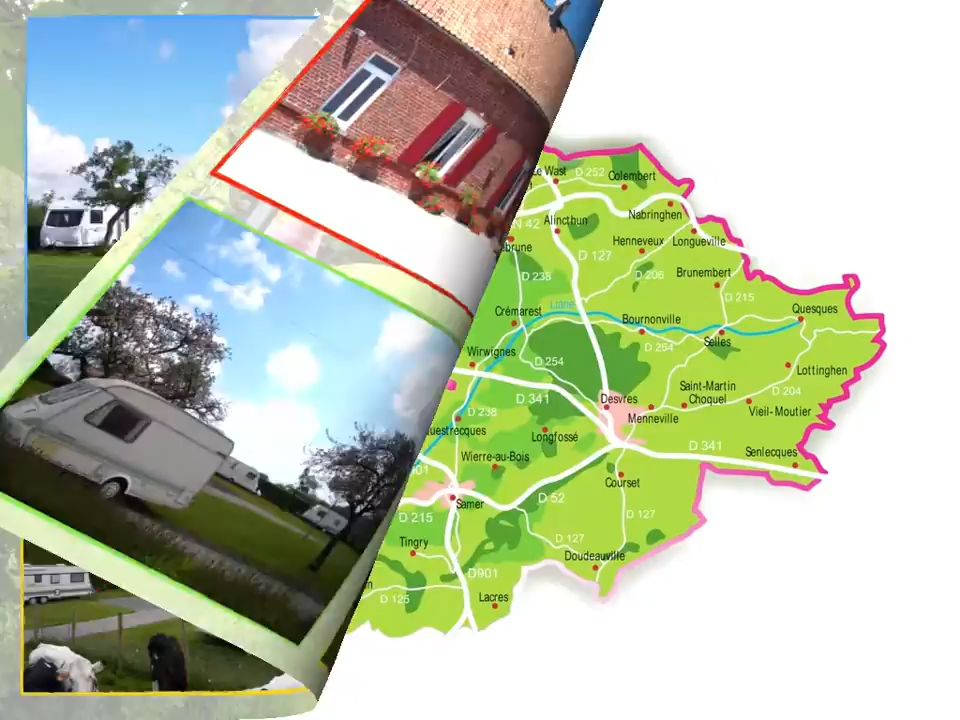 Le Wast
D 252
Colembert
N 42
Alincthun
Nabringhen
Henneveux
Longueville
D 127
D 238
D 206
Brunembert
D 215
Liane
Crémarest
Bournonville
Quesques
D 254
Selles
Wirwignes
D 254
Lottinghen
D 341
Desvres
Saint-Martin
Choquel
D 204
Menneville
Vieil-Moutier
D 238
Longfossé
D 341
Senlecques
Wierre-au-Bois
Courset
D 52
Samer
D 215
D 127
D 127
Tingry
Doudeauville
D901
D 125
Lacres